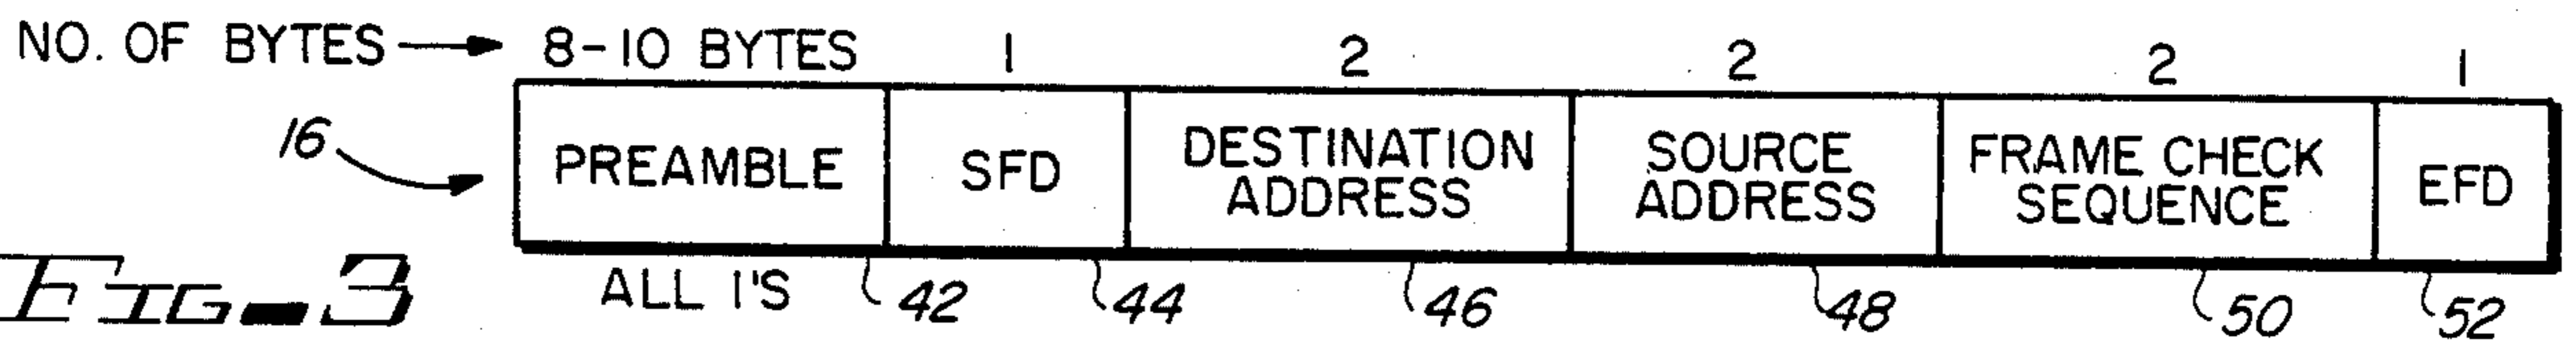 NO. OF BYTES → 8-10 BYTES 1 2 2 2 1
16
PREAMBLE SFD DESTINATION ADDRESS SOURCE ADDRESS FRAME CHECK SEQUENCE EFD
ALL 1'S 42 44 46 48 50 52
FIG-3